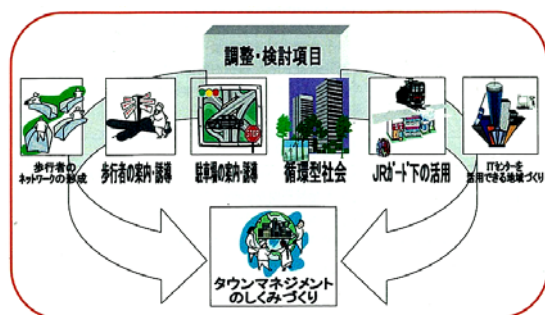 調整・検討項目
歩行者の
ネットワークの形成
歩行者の案内・誘導
駐車場の案内・誘導
循環型社会
JRガード下の活用
ITセンターを
活用できる地域づくり
タウンマネジメント
のしくみづくり